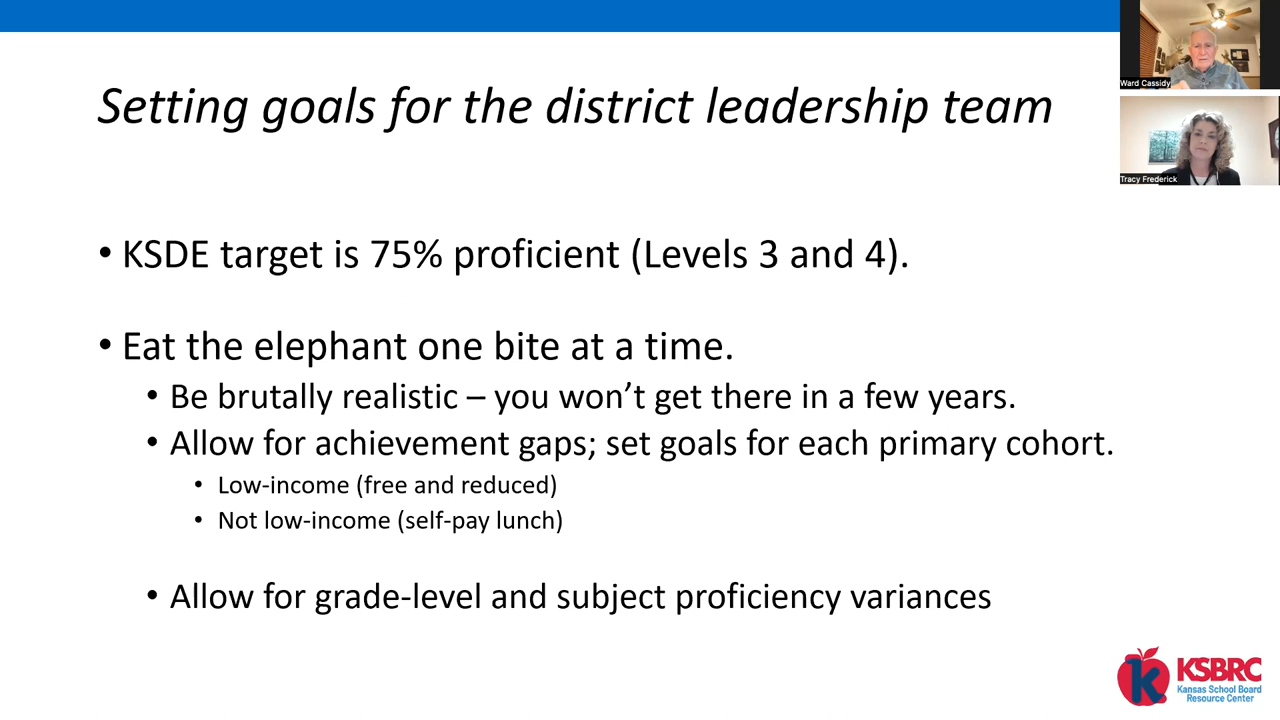 Setting goals for the district leadership team
• KSDE target is 75% proficient (Levels 3 and 4).
• Eat the elephant one bite at a time.
• Be brutally realistic – you won’t get there in a few years.
• Allow for achievement gaps; set goals for each primary cohort.
• Low-income (free and reduced)
• Not low-income (self-pay lunch)
• Allow for grade-level and subject proficiency variances
Ward Cassidy
Tracy Frederick
k
KSBRC
Kansas School Board
Resource Center